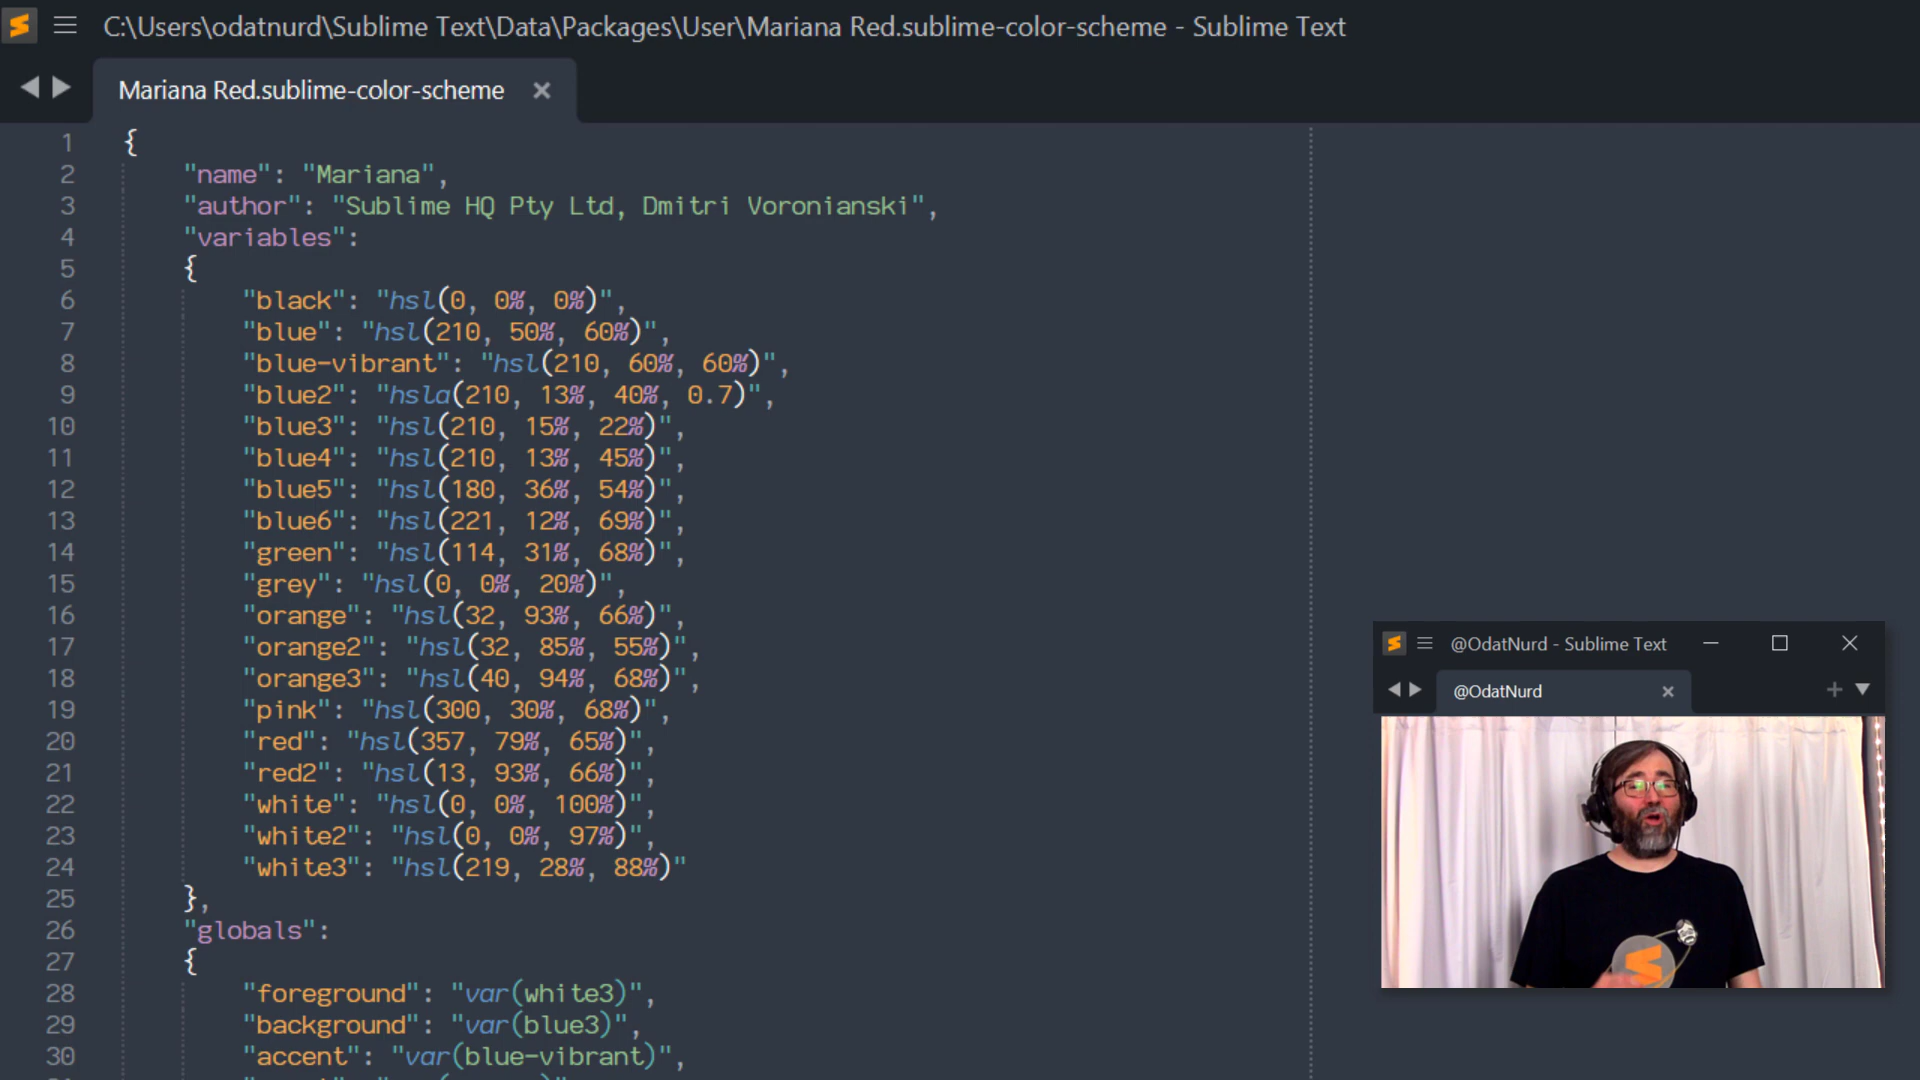 C:\Users\odatnurd\Sublime Text\Data\Packages\User\Mariana Red.sublime-color-scheme - Sublime Text
Mariana Red.sublime-color-scheme
1 {
2 "name": "Mariana",
3 "author": "Sublime HQ Pty Ltd, Dmitri Voronianski",
4 "variables":
5 {
6 "black": "hsl(0, 0%, 0%)",
7 "blue": "hsl(210, 50%, 60%)",
8 "blue-vibrant": "hsl(210, 60%, 60%)",
9 "blue2": "hsla(210, 13%, 40%, 0.7)",
10 "blue3": "hsl(210, 15%, 22%)",
11 "blue4": "hsl(210, 13%, 45%)",
12 "blue5": "hsl(180, 36%, 54%)",
13 "blue6": "hsl(221, 12%, 69%)",
14 "green": "hsl(114, 31%, 68%)",
15 "grey": "hsl(0, 0%, 20%)",
16 "orange": "hsl(32, 93%, 66%)",
17 "orange2": "hsl(32, 85%, 55%)",
18 "orange3": "hsl(40, 94%, 68%)",
19 "pink": "hsl(300, 30%, 68%)",
20 "red": "hsl(357, 79%, 65%)",
21 "red2": "hsl(13, 93%, 66%)",
22 "white": "hsl(0, 0%, 100%)",
23 "white2": "hsl(0, 0%, 97%)",
24 "white3": "hsl(219, 28%, 88%)"
25 },
26 "globals":
27 {
28 "foreground": "var(white3)",
29 "background": "var(blue3)",
30 "accent": "var(blue-vibrant)",
@OdatNurd - Sublime Text
@OdatNurd